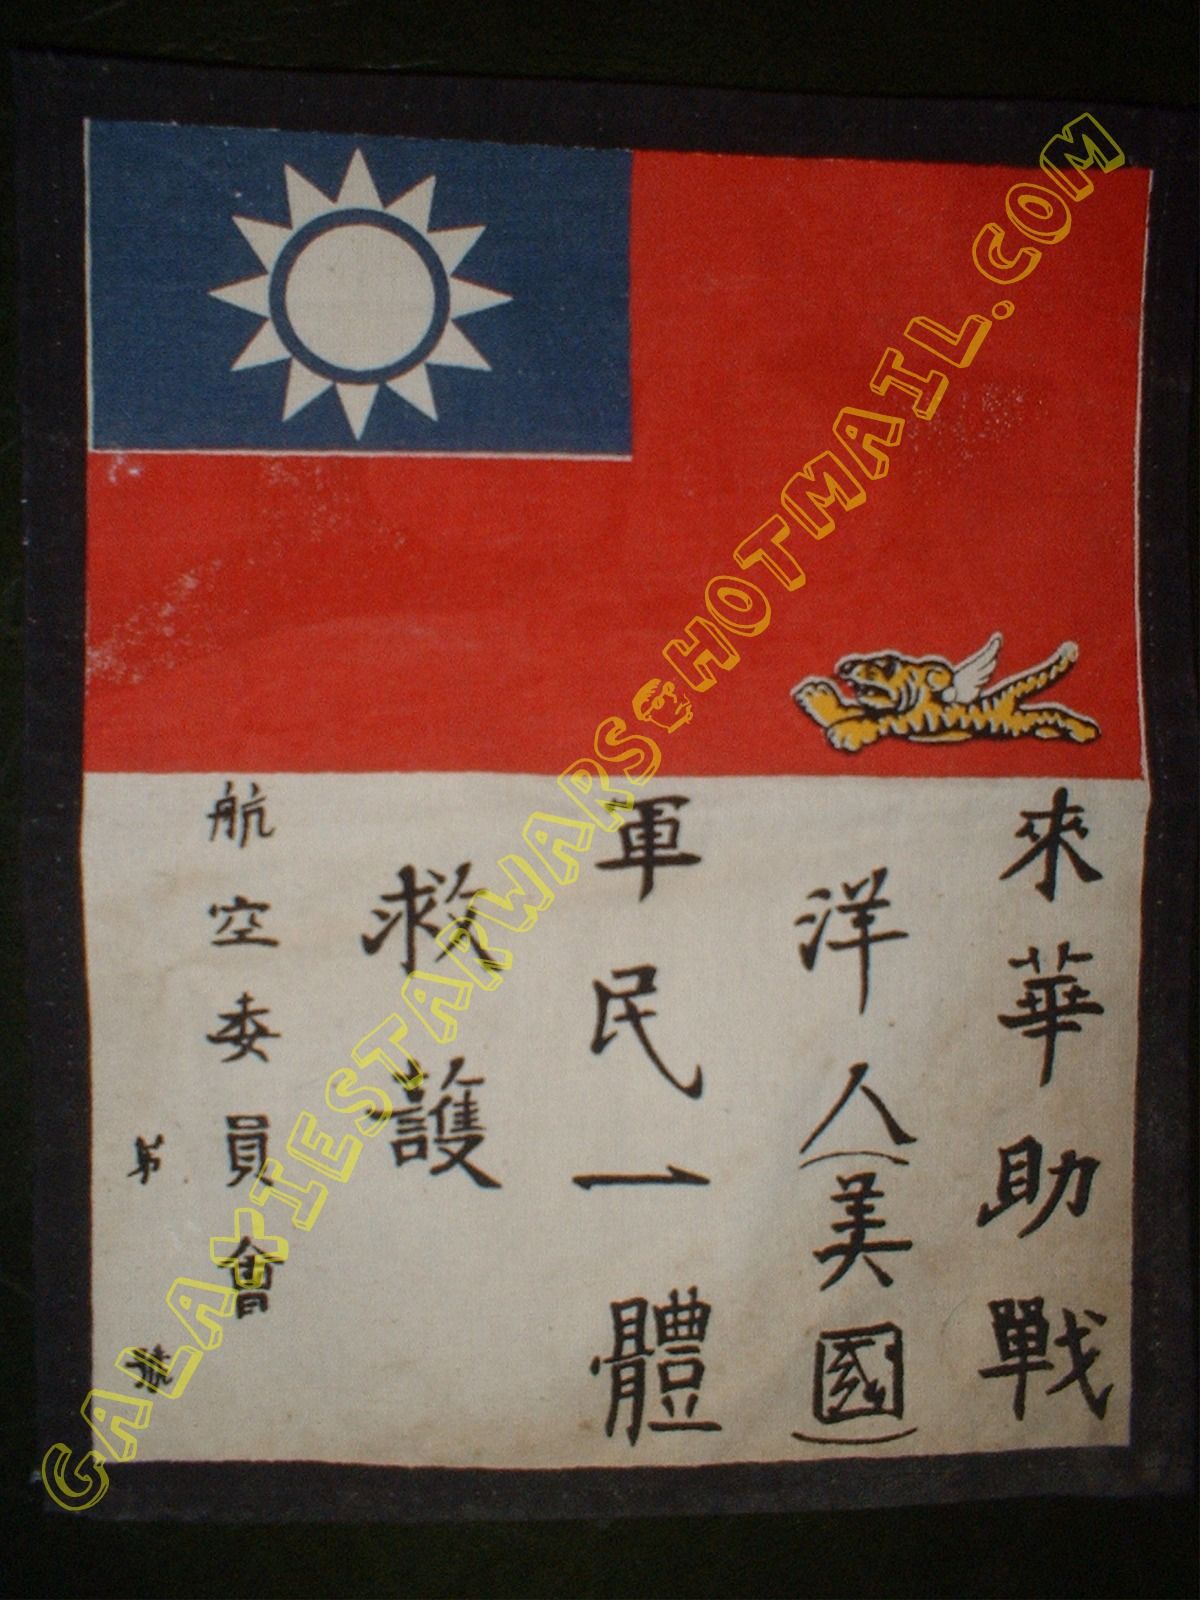 來華助戰
洋人(美國)
軍民一體
救護
航空委員會
第 號
GALAXIESTARWARS@HOTMAIL.COM